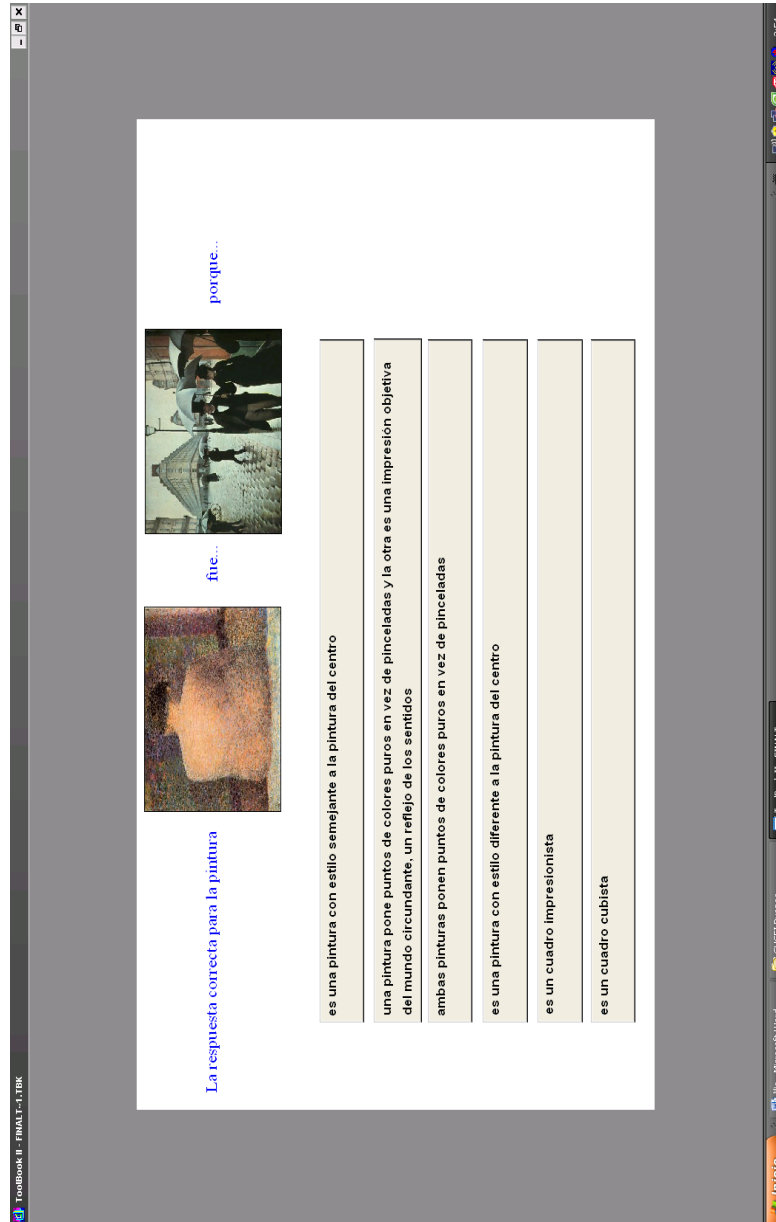 ToolBook II - FINALT~1.TBK
La respuesta correcta para la pintura fue... porque...
es una pintura con estilo semejante a la pintura del centro
una pintura pone puntos de colores puros en vez de pinceladas y la otra es una impresión objetiva
del mundo circundante, un reflejo de los sentidos
ambas pinturas ponen puntos de colores puros en vez de pinceladas
es una pintura con estilo diferente a la pintura del centro
es un cuadro impresionista
es un cuadro cubista